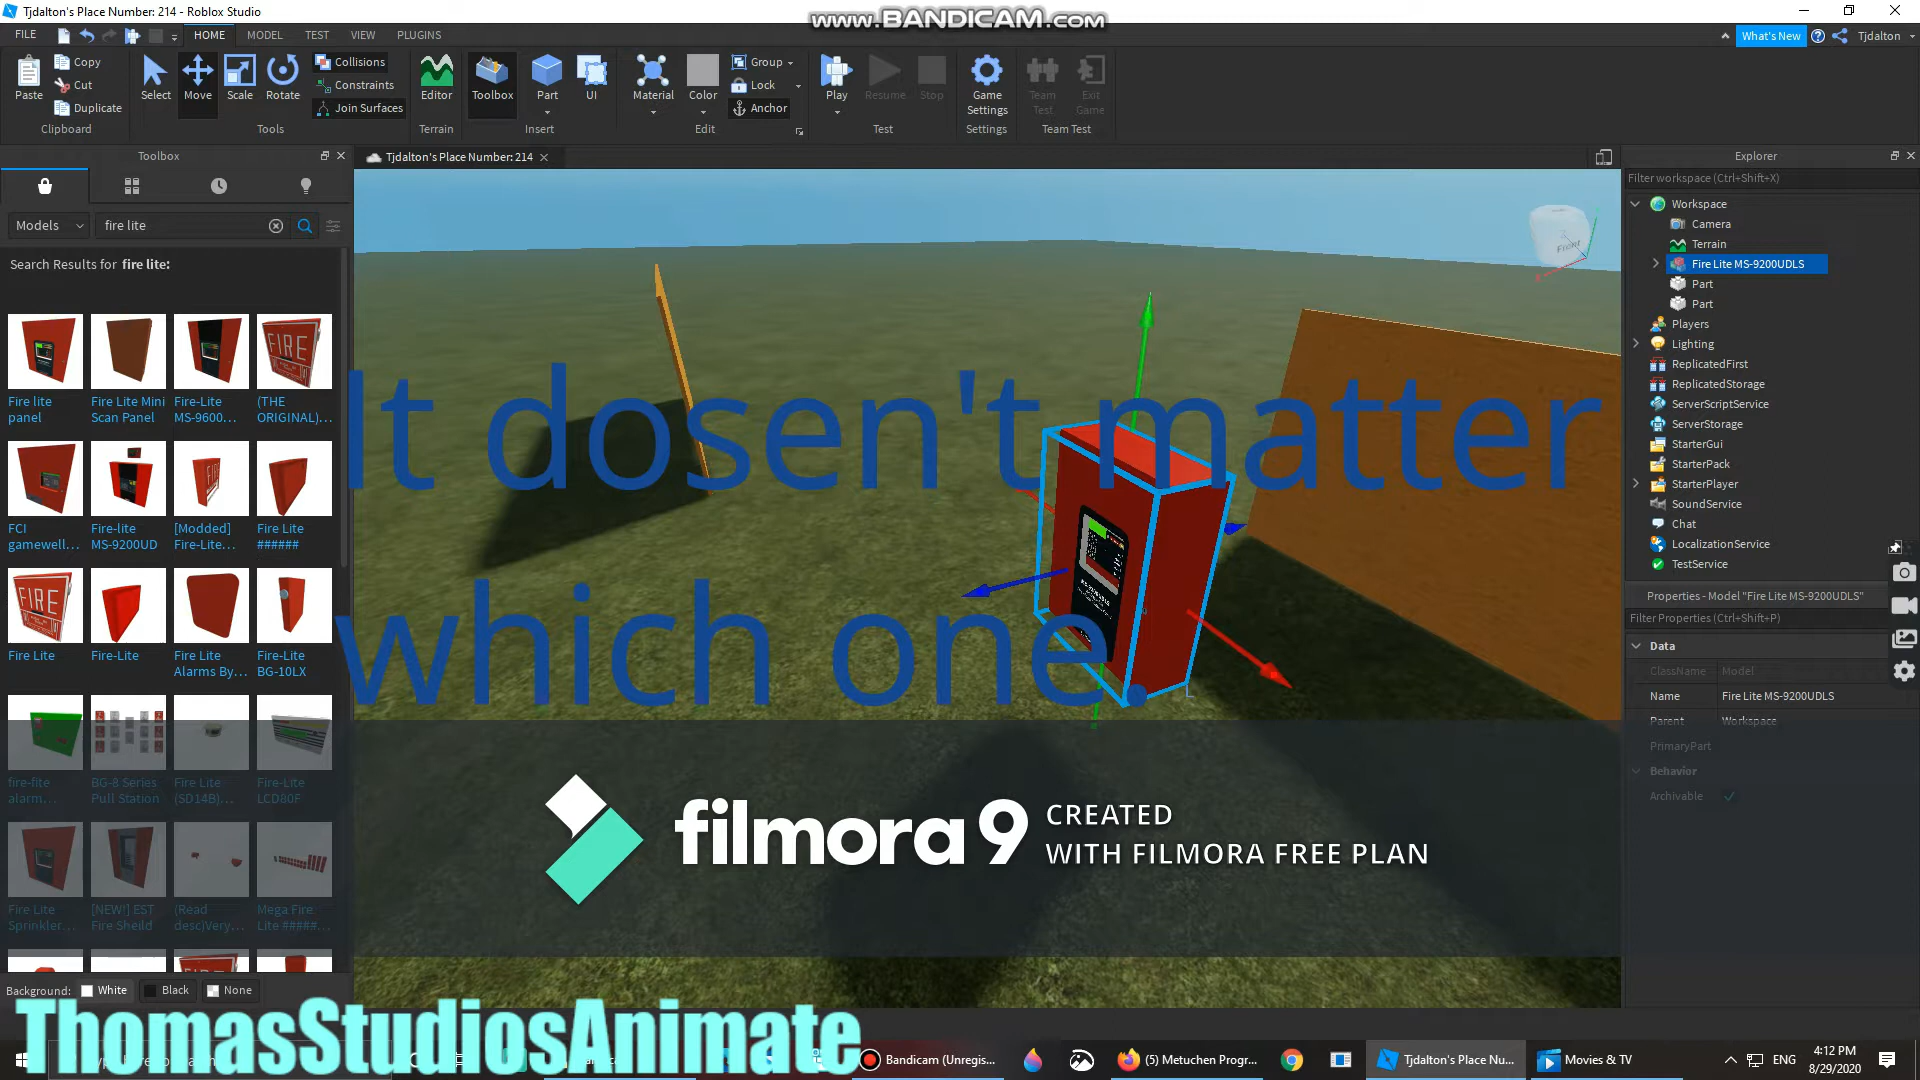 Tjdalton's Place Number: 214 - Roblox Studio
www.BANDICAM.com
FILE HOME MODEL TEST VIEW PLUGINS
What's New
Tjdalton
Paste
Copy
Cut
Duplicate
Clipboard
Select Move Scale Rotate
Collisions
Constraints
Join Surfaces
Tools
Editor
Terrain
Toolbox Part UI
Insert
Material Color
Group
Lock
Anchor
Edit
Play Resume Stop
Test
Game Settings
Settings
Team Test
Exit Game
Team Test
Toolbox
Tjdalton's Place Number: 214
Explorer
Models
fire lite
Search Results for fire lite:
Fire lite panel
Fire Lite Mini Scan Panel
Fire-Lite MS-9600...
(THE ORIGINAL)...
FCI gamewell...
Fire-lite MS-9200UD
[Modded] Fire-Lite...
Fire Lite ######
Fire Lite
Fire-Lite
Fire Lite Alarms By...
Fire-Lite BG-10LX
fire-lite alarm...
BG-8 Series Pull Station
Fire Lite (SD14B)...
Fire-Lite LCD80F
Fire Lite Sprinkler...
[NEW!] EST Fire Sheild
(Read desc)Very...
Mega Fire Lite #####...
Background: White Black None
Front
It dosen't matter
which one.
filmora9
CREATED
WITH FILMORA FREE PLAN
ThomasStudiosAnimate
Filter workspace (Ctrl+Shift+X)
Workspace
Camera
Terrain
Fire Lite MS-9200UDLS
Part
Part
Players
Lighting
ReplicatedFirst
ReplicatedStorage
ServerScriptService
ServerStorage
StarterGui
StarterPack
StarterPlayer
SoundService
Chat
LocalizationService
TestService
Properties - Model "Fire Lite MS-9200UDLS"
Filter Properties (Ctrl+Shift+P)
Data
ClassName Model
Name Fire Lite MS-9200UDLS
Parent Workspace
PrimaryPart
Behavior
Archivable
Bandicam (Unregis...
(5) Metuchen Progr...
Tjdalton's Place Nu...
Movies & TV
ENG
4:12 PM
8/29/2020